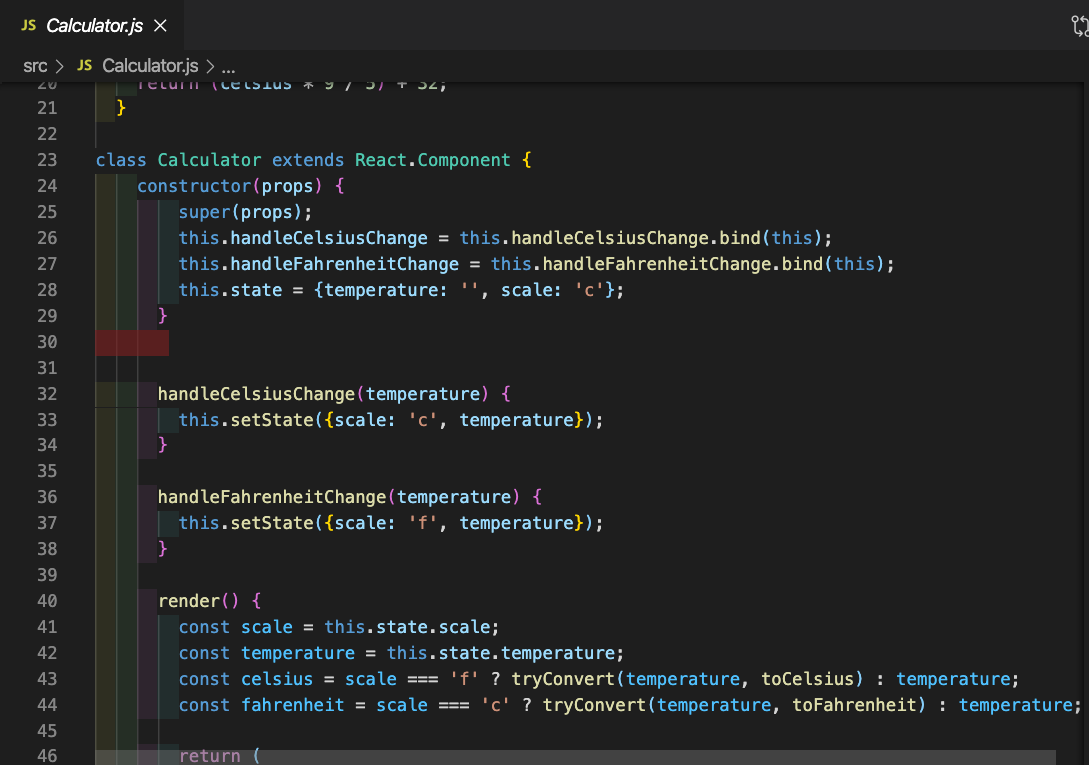 JS Calculator.js ×
src > JS Calculator.js > ...
20 return (celsius * 9 / 5) + 32;
21 }
22
23 class Calculator extends React.Component {
24 constructor(props) {
25 super(props);
26 this.handleCelsiusChange = this.handleCelsiusChange.bind(this);
27 this.handleFahrenheitChange = this.handleFahrenheitChange.bind(this);
28 this.state = {temperature: '', scale: 'c'};
29 }
30
31
32 handleCelsiusChange(temperature) {
33 this.setState({scale: 'c', temperature});
34 }
35
36 handleFahrenheitChange(temperature) {
37 this.setState({scale: 'f', temperature});
38 }
39
40 render() {
41 const scale = this.state.scale;
42 const temperature = this.state.temperature;
43 const celsius = scale === 'f' ? tryConvert(temperature, toCelsius) : temperature;
44 const fahrenheit = scale === 'c' ? tryConvert(temperature, toFahrenheit) : temperature;
45
46 return (